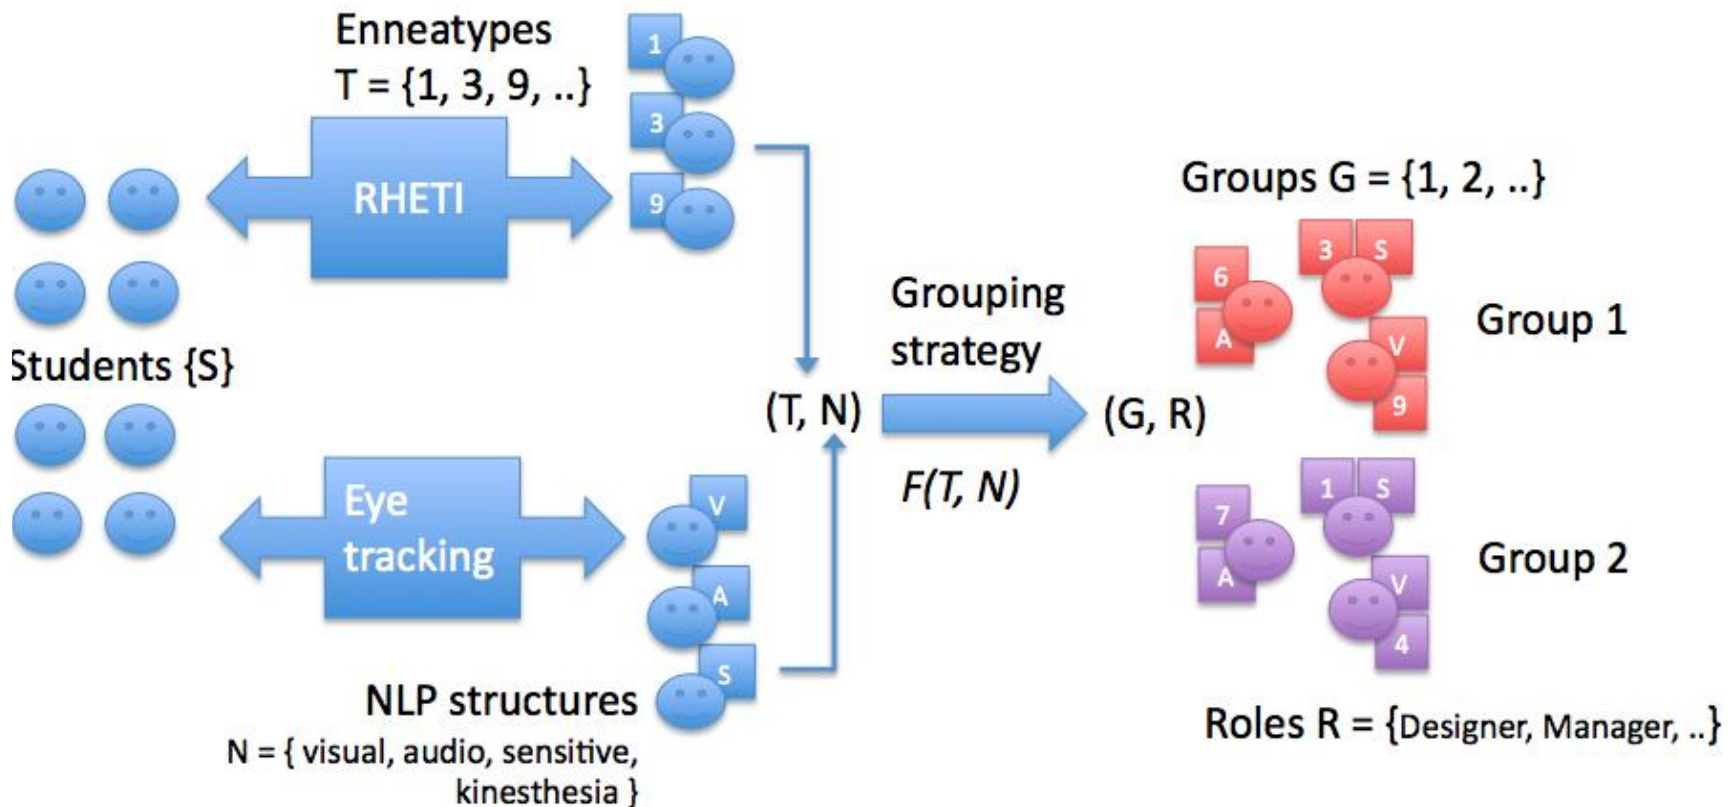 Enneatypes
T = {1, 3, 9, ..}
1
3
9
RHETI
Students {S}
Eye
tracking
V
A
S
NLP structures
N = { visual, audio, sensitive,
kinesthesia }
(T, N)
Grouping
strategy
F(T, N)
(G, R)
Groups G = {1, 2, ..}
3 S
6
A
V
9
Group 1
1 S
7
A
V
4
Group 2
Roles R = {Designer, Manager, ..}